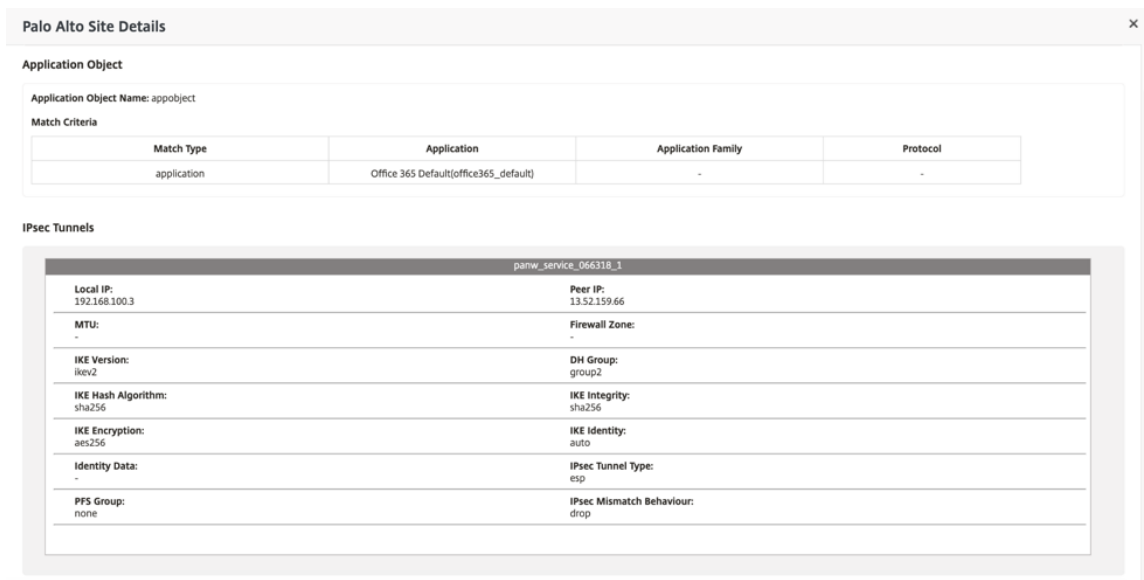 Palo Alto Site Details
Application Object
Application Object Name: appobject
Match Criteria
Match Type Application Application Family Protocol
application Office 365 Default(office365_default) - -
IPsec Tunnels
panw_service_066318_1
Local IP: Peer IP:
192.168.100.3 13.52.159.66
MTU: Firewall Zone:
- -
IKE Version: DH Group:
ikev2 group2
IKE Hash Algorithm: IKE Integrity:
sha256 sha256
IKE Encryption: IKE Identity:
aes256 auto
Identity Data: IPsec Tunnel Type:
- esp
PFS Group: IPsec Mismatch Behaviour:
none drop